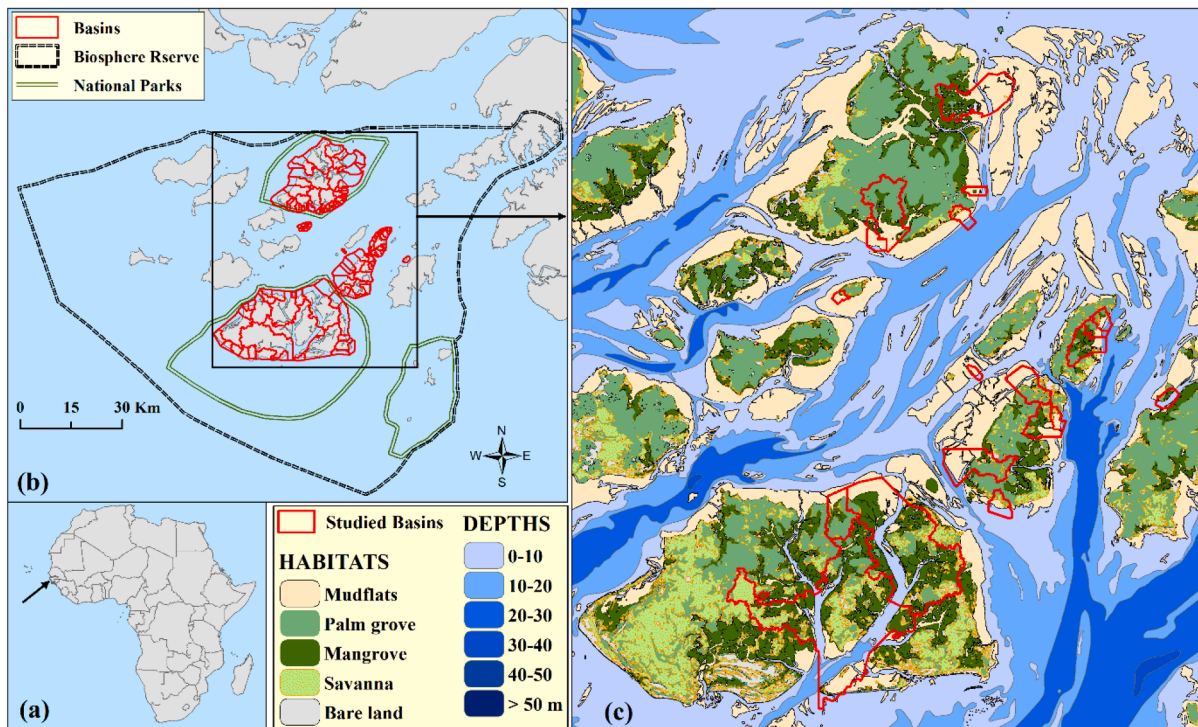 Basins
Biosphere Rserve
National Parks
0 15 30 Km
N
W E
S
(b)
(a)
Studied Basins
HABITATS
Mudflats
Palm grove
Mangrove
Savanna
Bare land
DEPTHS
0-10
10-20
20-30
30-40
40-50
> 50 m
(c)